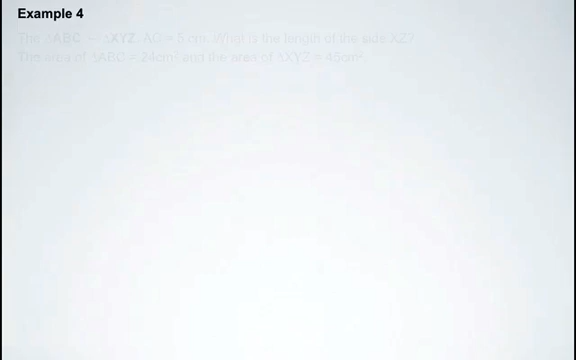 Example 4
The ΔABC ~ ΔXYZ. AC = 5 cm. What is the length of the side XZ?
The area of ΔABC = 24cm² and the area of ΔXYZ = 45cm²